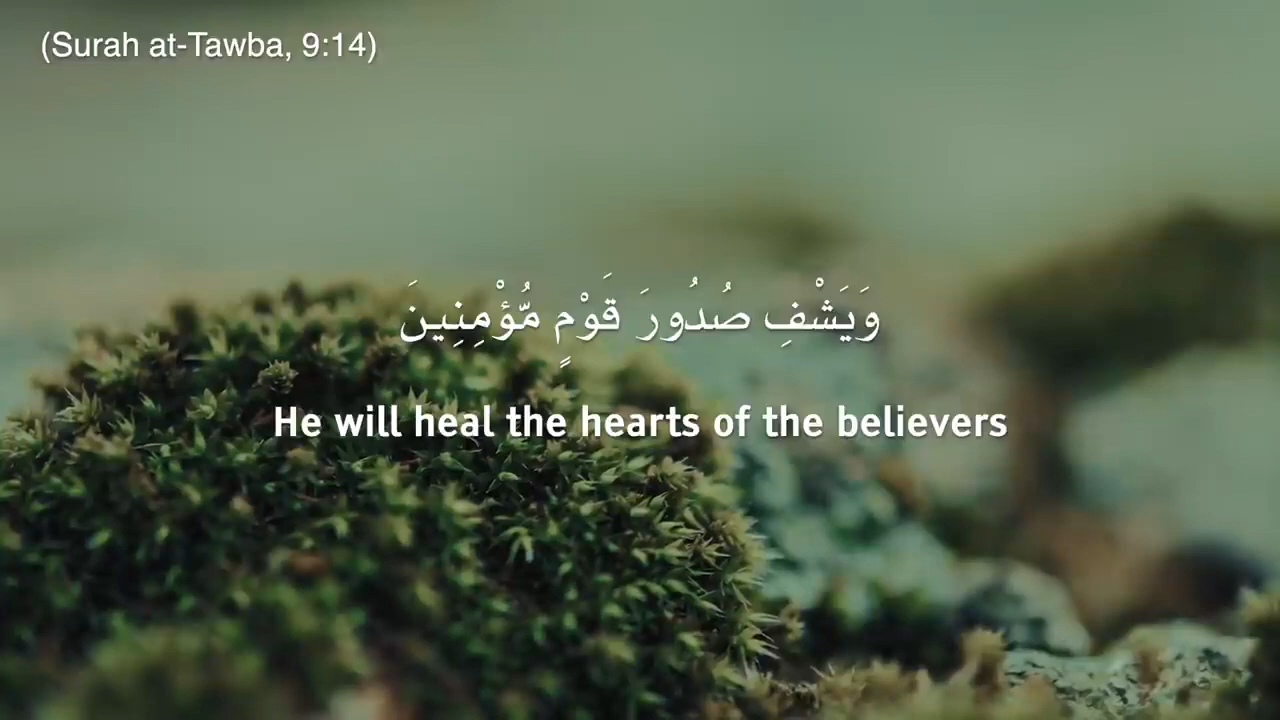 (Surah at-Tawba, 9:14)
وَيَشْفِ صُدُورَ قَوْمٍ مُّؤْمِنِينَ
He will heal the hearts of the believers